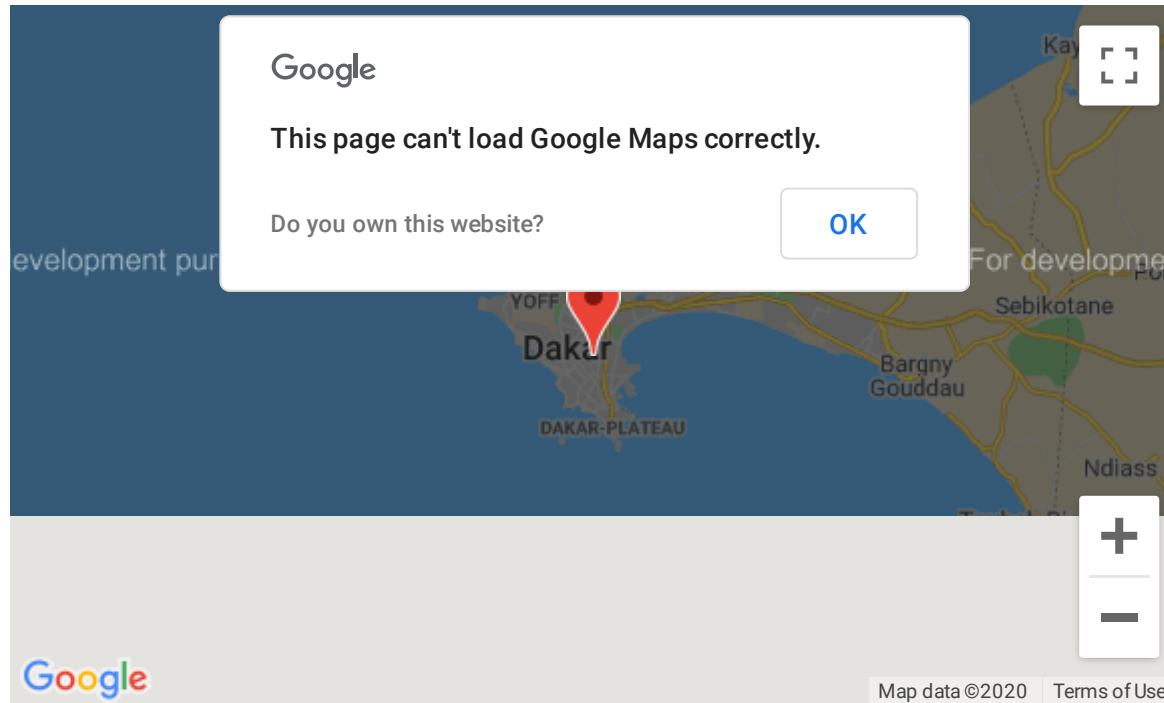 Google
This page can't load Google Maps correctly.
Do you own this website?
OK
Kay
evelopment pur
For developme
YOFF
Sebikotane
Dakar
Bargny
Gouddau
DAKAR-PLATEAU
Ndiass
Google
Map data ©2020
Terms of Use